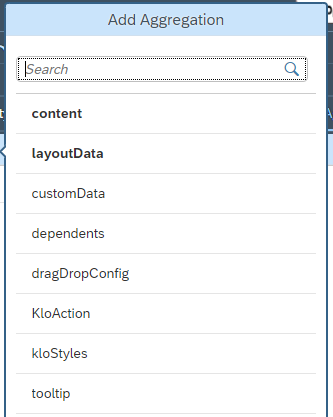 Add Aggregation
Search
content
layoutData
customData
dependents
dragDropConfig
KloAction
kloStyles
tooltip